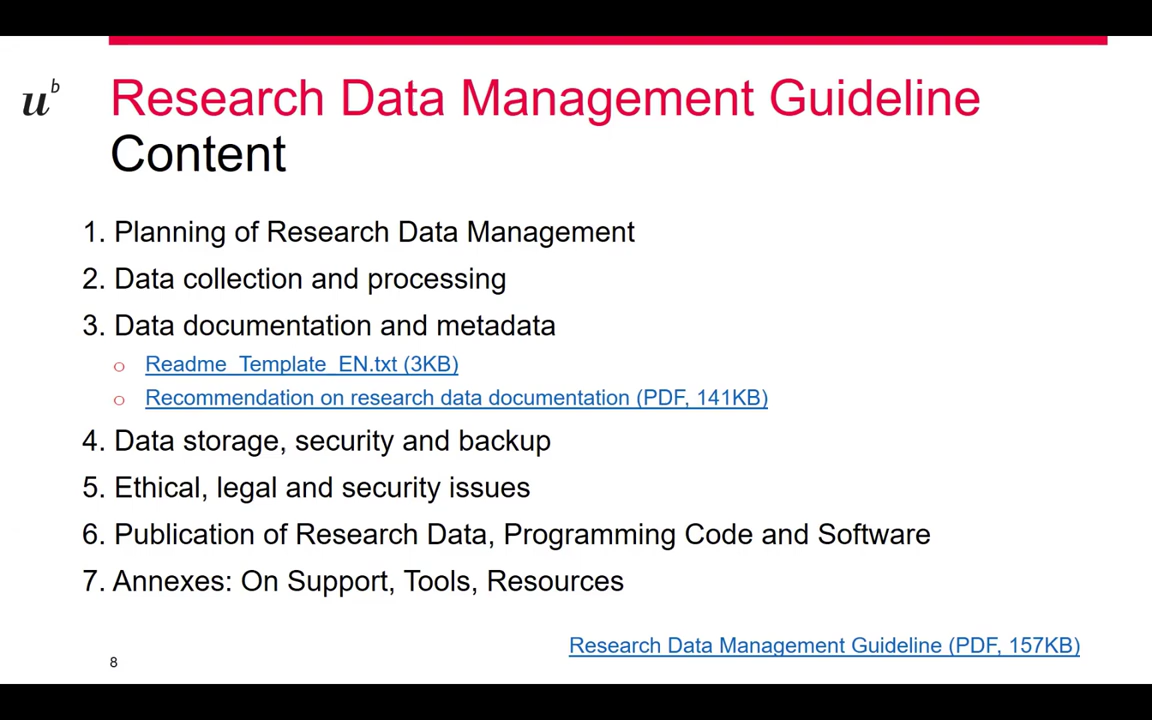 u^b
Research Data Management Guideline
Content
1. Planning of Research Data Management
2. Data collection and processing
3. Data documentation and metadata
o Readme_Template_EN.txt (3KB)
o Recommendation on research data documentation (PDF, 141KB)
4. Data storage, security and backup
5. Ethical, legal and security issues
6. Publication of Research Data, Programming Code and Software
7. Annexes: On Support, Tools, Resources
Research Data Management Guideline (PDF, 157KB)
8